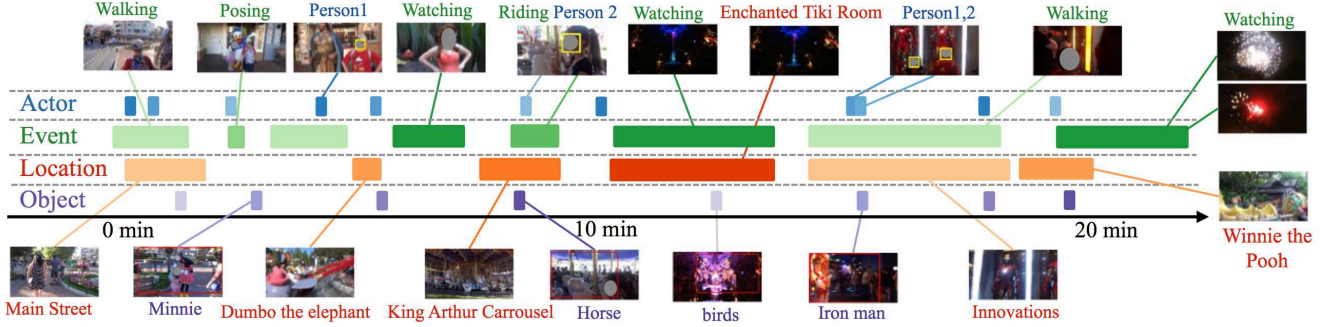 Walking
Posing
Person1
Watching
Riding Person 2
Watching
Enchanted Tiki Room
Person1,2
Walking
Watching
Actor
Event
Location
Object
0 min
10 min
20 min
Main Street
Minnie
Dumbo the elephant
King Arthur Carrousel
Horse
birds
Iron man
Innovations
Winnie the
Pooh